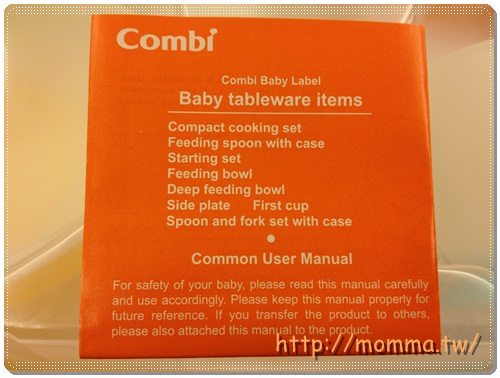 Combi
Combi Baby Label
Baby tableware items
Compact cooking set
Feeding spoon with case
Starting set
Feeding bowl
Deep feeding bowl
Side plate First cup
Spoon and fork set with case
Common User Manual
For safety of your baby, please read this manual carefully
and use accordingly. Please keep this manual properly for
future reference. If you transfer the product to others,
please also attached this manual to the product.
http://momma.tw/